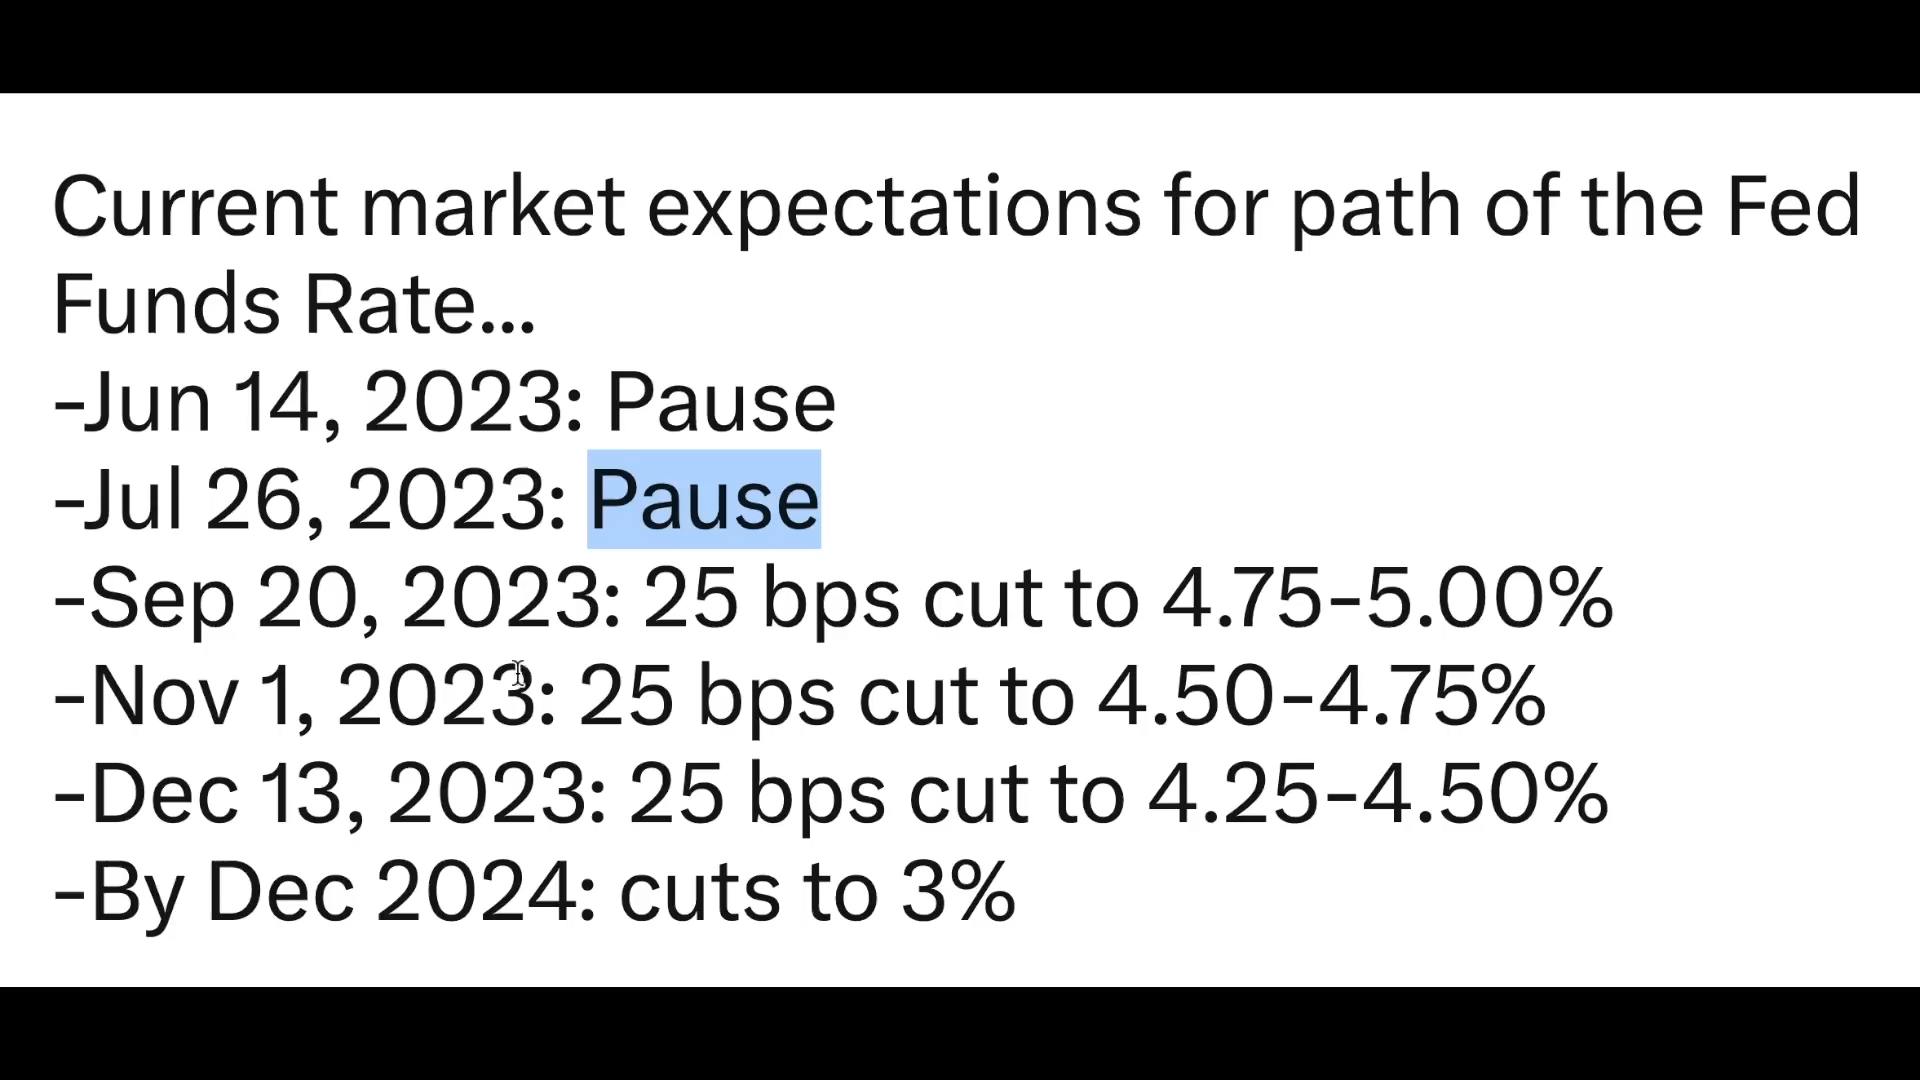 Current market expectations for path of the Fed
Funds Rate...
-Jun 14, 2023: Pause
-Jul 26, 2023: Pause
-Sep 20, 2023: 25 bps cut to 4.75-5.00%
-Nov 1, 2023: 25 bps cut to 4.50-4.75%
-Dec 13, 2023: 25 bps cut to 4.25-4.50%
-By Dec 2024: cuts to 3%